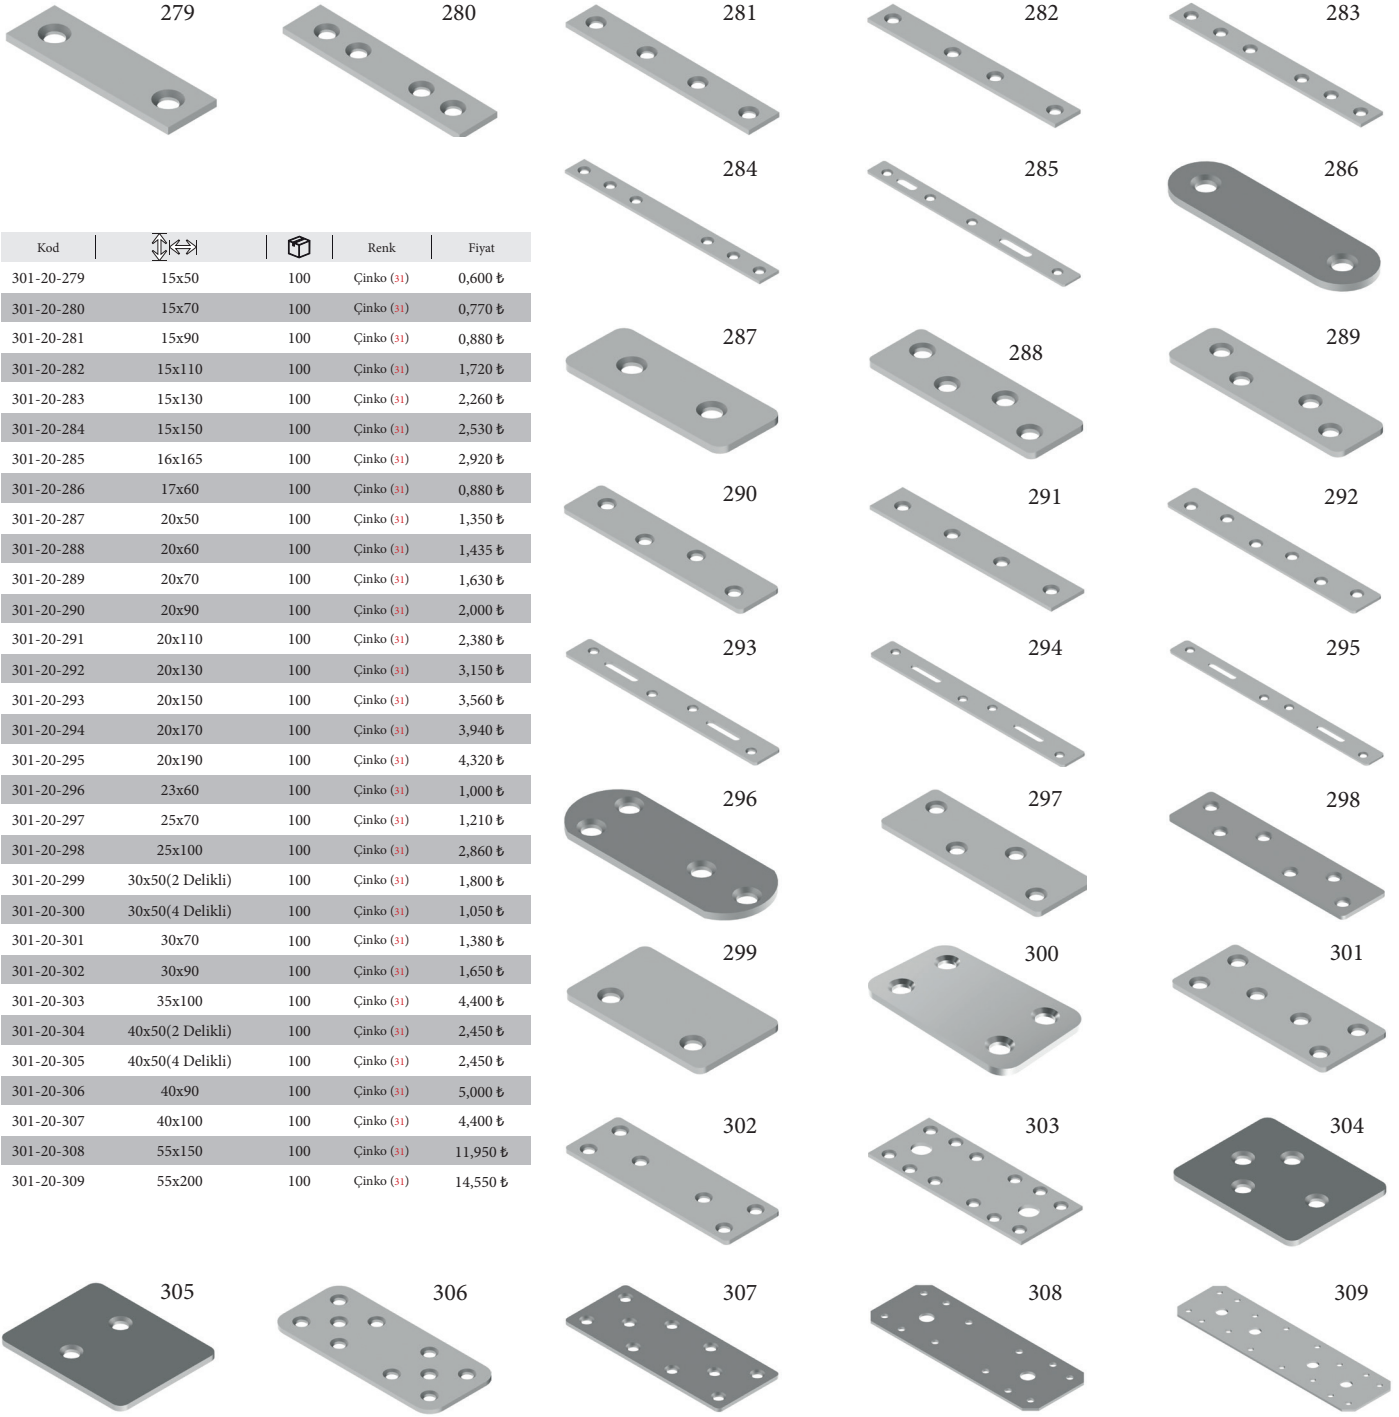 279 280 281 282 283
284 285 286
Kod Renk Fiyat
301-20-279 15x50 100 Çinko (31) 0,600 ₺
301-20-280 15x70 100 Çinko (31) 0,770 ₺
301-20-281 15x90 100 Çinko (31) 0,880 ₺
301-20-282 15x110 100 Çinko (31) 1,720 ₺
301-20-283 15x130 100 Çinko (31) 2,260 ₺
301-20-284 15x150 100 Çinko (31) 2,530 ₺
301-20-285 16x165 100 Çinko (31) 2,920 ₺
301-20-286 17x60 100 Çinko (31) 0,880 ₺
301-20-287 20x50 100 Çinko (31) 1,350 ₺
301-20-288 20x60 100 Çinko (31) 1,435 ₺
301-20-289 20x70 100 Çinko (31) 1,630 ₺
301-20-290 20x90 100 Çinko (31) 2,000 ₺
301-20-291 20x110 100 Çinko (31) 2,380 ₺
301-20-292 20x130 100 Çinko (31) 3,150 ₺
301-20-293 20x150 100 Çinko (31) 3,560 ₺
301-20-294 20x170 100 Çinko (31) 3,940 ₺
301-20-295 20x190 100 Çinko (31) 4,320 ₺
301-20-296 23x60 100 Çinko (31) 1,000 ₺
301-20-297 25x70 100 Çinko (31) 1,210 ₺
301-20-298 25x100 100 Çinko (31) 2,860 ₺
301-20-299 30x50(2 Delikli) 100 Çinko (31) 1,800 ₺
301-20-300 30x50(4 Delikli) 100 Çinko (31) 1,050 ₺
301-20-301 30x70 100 Çinko (31) 1,380 ₺
301-20-302 30x90 100 Çinko (31) 1,650 ₺
301-20-303 35x100 100 Çinko (31) 4,400 ₺
301-20-304 40x50(2 Delikli) 100 Çinko (31) 2,450 ₺
301-20-305 40x50(4 Delikli) 100 Çinko (31) 2,450 ₺
301-20-306 40x90 100 Çinko (31) 5,000 ₺
301-20-307 40x100 100 Çinko (31) 4,400 ₺
301-20-308 55x150 100 Çinko (31) 11,950 ₺
301-20-309 55x200 100 Çinko (31) 14,550 ₺
287 288 289
290 291 292
293 294 295
296 297 298
299 300 301
302 303 304
305 306 307 308 309